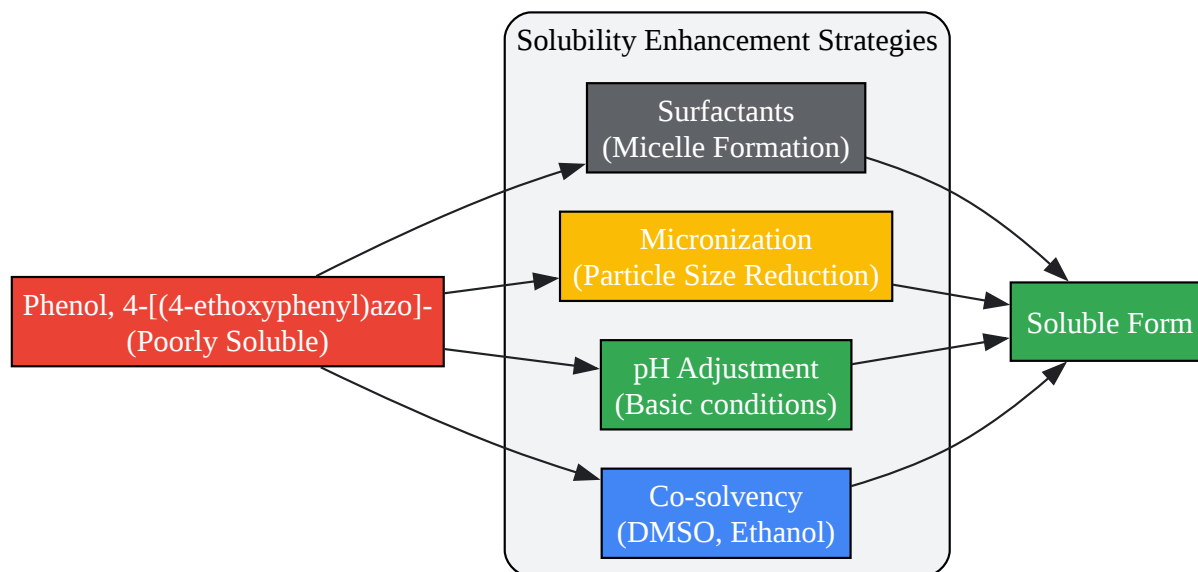 Solubility Enhancement Strategies
Surfactants
(Micelle Formation)
Micronization
(Particle Size Reduction)
Phenol, 4-[(4-ethoxyphenyl)azo]-
(Poorly Soluble)
Soluble Form
pH Adjustment
(Basic conditions)
Co-solvency
(DMSO, Ethanol)